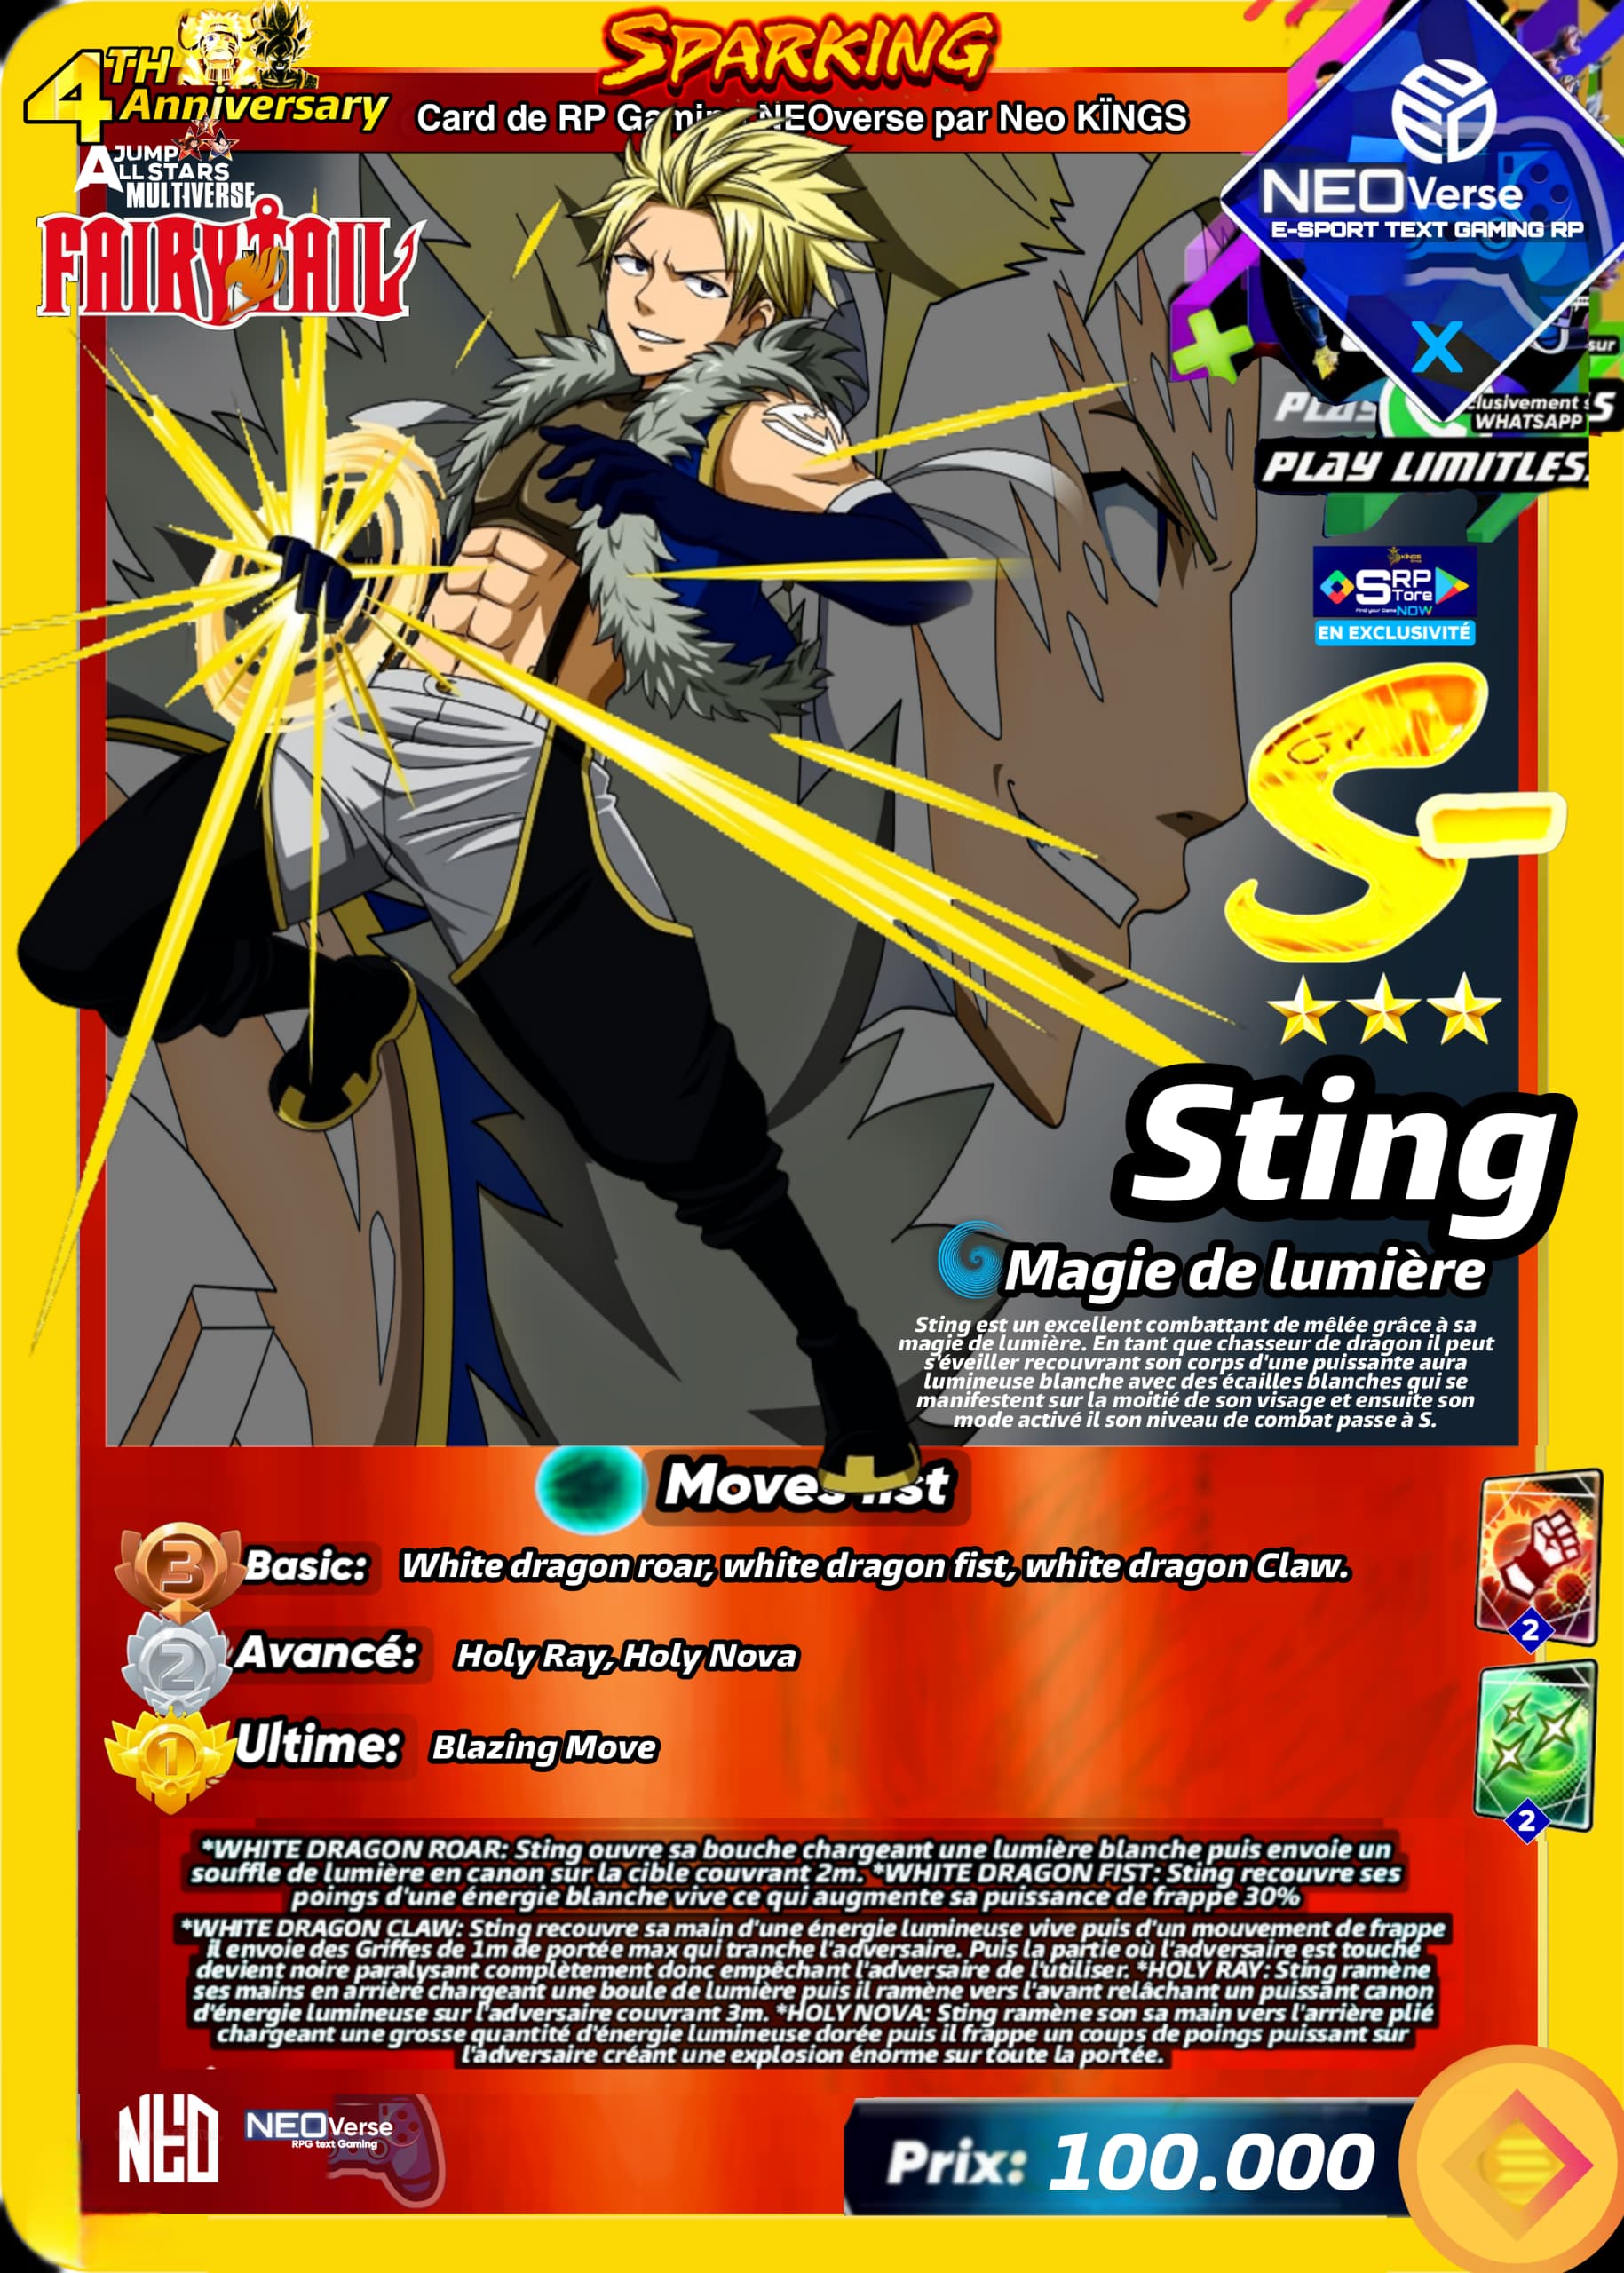 SPARKING
4TH
Anniversary
Card de RP Gaming NEOverse par Neo KÏNGS
JUMP
ALL STARS
MULTIVERSE
FAIRY TAIL
NEOVerse
E-SPORT TEXT GAMING RP
X
sur
PLAY
clusivement s
WHATSAPP
PLAY LIMITLES
SRP
Tore
Find your Game NOW
EN EXCLUSIVITÉ
S-
Sting
Magie de lumière
Sting est un excellent combattant de mêlée grâce à sa
magie de lumière. En tant que chasseur de dragon il peut
s'éveiller recouvrant son corps d'une puissante aura
lumineuse blanche avec des écailles blanches qui se
manifestent sur la moitié de son visage et ensuite son
mode activé il son niveau de combat passe à S.
Moves list
3 Basic: White dragon roar, white dragon fist, white dragon Claw.
2
2 Avancé: Holy Ray, Holy Nova
1 Ultime: Blazing Move
2
*WHITE DRAGON ROAR: Sting ouvre sa bouche chargeant une lumière blanche puis envoie un
souffle de lumière en canon sur la cible couvrant 2m. *WHITE DRAGON FIST: Sting recouvre ses
poings d'une énergie blanche vive ce qui augmente sa puissance de frappe 30%
*WHITE DRAGON CLAW: Sting recouvre sa main d'une énergie lumineuse vive puis d'un mouvement de frappe
il envoie des Griffes de 1m de portée max qui tranche l'adversaire. Puis la partie où l'adversaire est touché
devient noire paralysant complètement donc empêchant l'adversaire de l'utiliser. *HOLY RAY: Sting ramène
ses mains en arrière chargeant une boule de lumière puis il ramène vers l'avant relâchant un puissant canon
d'énergie lumineuse sur l'adversaire couvrant 3m. *HOLY NOVA: Sting ramène son sa main vers l'arrière plié
chargeant une grosse quantité d'énergie lumineuse dorée puis il frappe un coups de poings puissant sur
l'adversaire créant une explosion énorme sur toute la portée.
NEO
NEOVerse
RPG text Gaming
Prix: 100.000